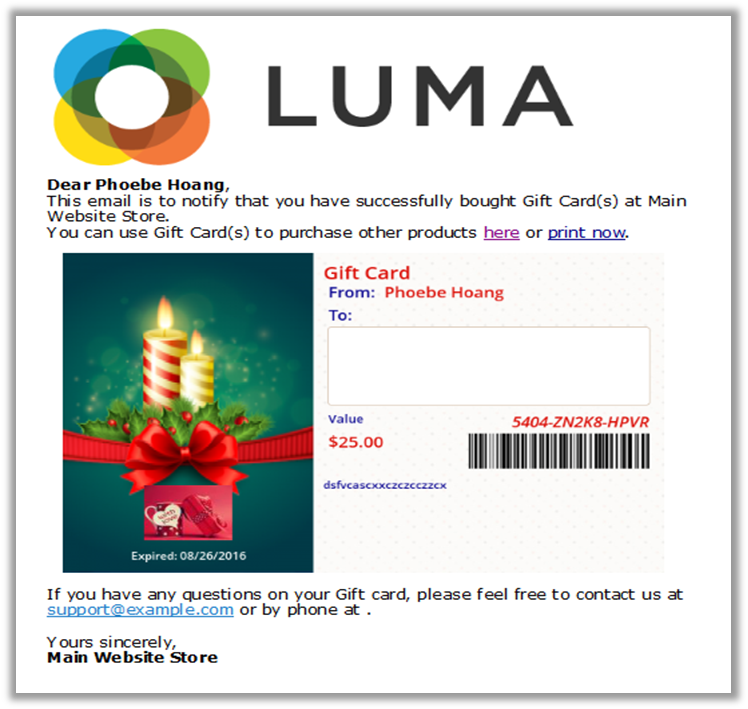 LUMA
Dear Phoebe Hoang,
This email is to notify that you have successfully bought Gift Card(s) at Main
Website Store.
You can use Gift Card(s) to purchase other products here or print now.
Gift Card
From: Phoebe Hoang
To:
Value
5404-ZN2K8-HPVR
$25.00
dsfvcascxxczczcczzcx
with
love
Expired: 08/26/2016
If you have any questions on your Gift card, please feel free to contact us at
support@example.com or by phone at .
Yours sincerely,
Main Website Store